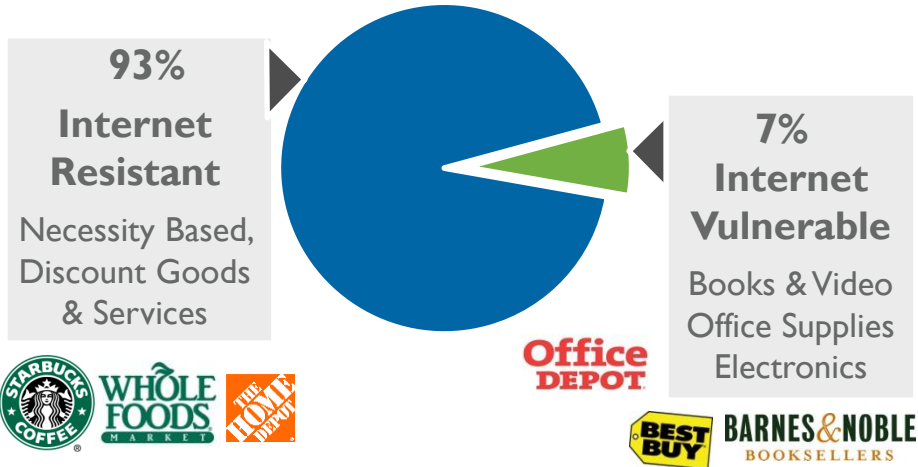 93%
Internet
Resistant
Necessity Based,
Discount Goods
& Services
7%
Internet
Vulnerable
Books & Video
Office Supplies
Electronics
STARBUCKS
COFFEE
®
WHOLE
FOODS
MARKET
THE
HOME
DEPOT
Office
DEPOT
BEST
BUY
BARNES&NOBLE
BOOKSELLERS